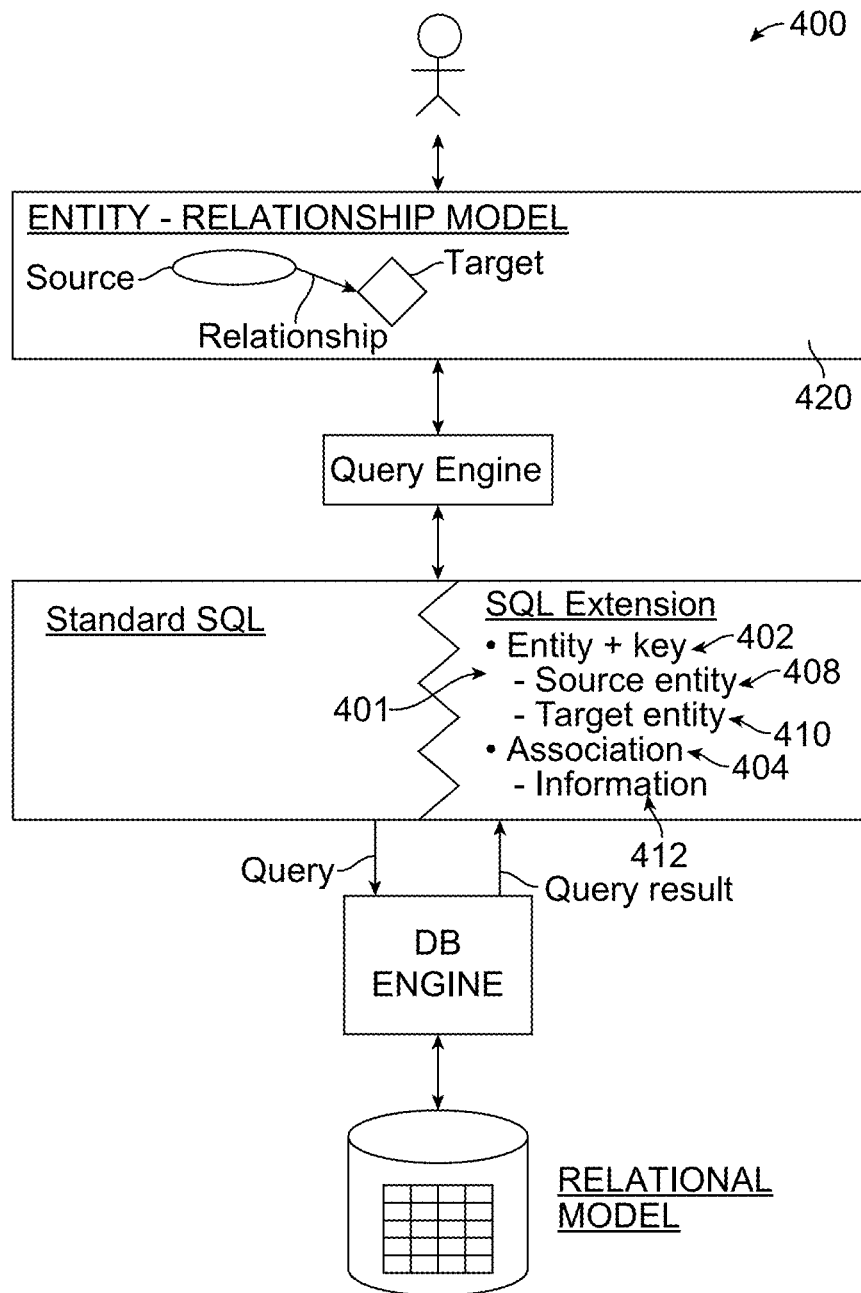 400
ENTITY - RELATIONSHIP MODEL
Source
Target
Relationship
420
Query Engine
Standard SQL
SQL Extension
• Entity + key 402
- Source entity 408
401
- Target entity 410
• Association 404
- Information
412
Query
Query result
DB
ENGINE
RELATIONAL
MODEL